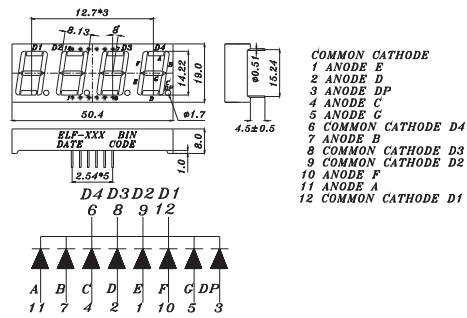 12.7*3
8.13
8°
D1 D2 D3 D4
A
F B
G
E C
D
14.22
19.0
50.4
φ1.7
ø0.51
15.24
4.5±0.5
ELF-XXX BIN
DATE CODE
8.0
1.0
2.54*5
COMMON CATHODE
1 ANODE E
2 ANODE D
3 ANODE DP
4 ANODE C
5 ANODE G
6 COMMON CATHODE D4
7 ANODE B
8 COMMON CATHODE D3
9 COMMON CATHODE D2
10 ANODE F
11 ANODE A
12 COMMON CATHODE D1
D4 D3 D2 D1
6 8 9 12
A B C D E F G DP
11 7 4 2 1 10 5 3